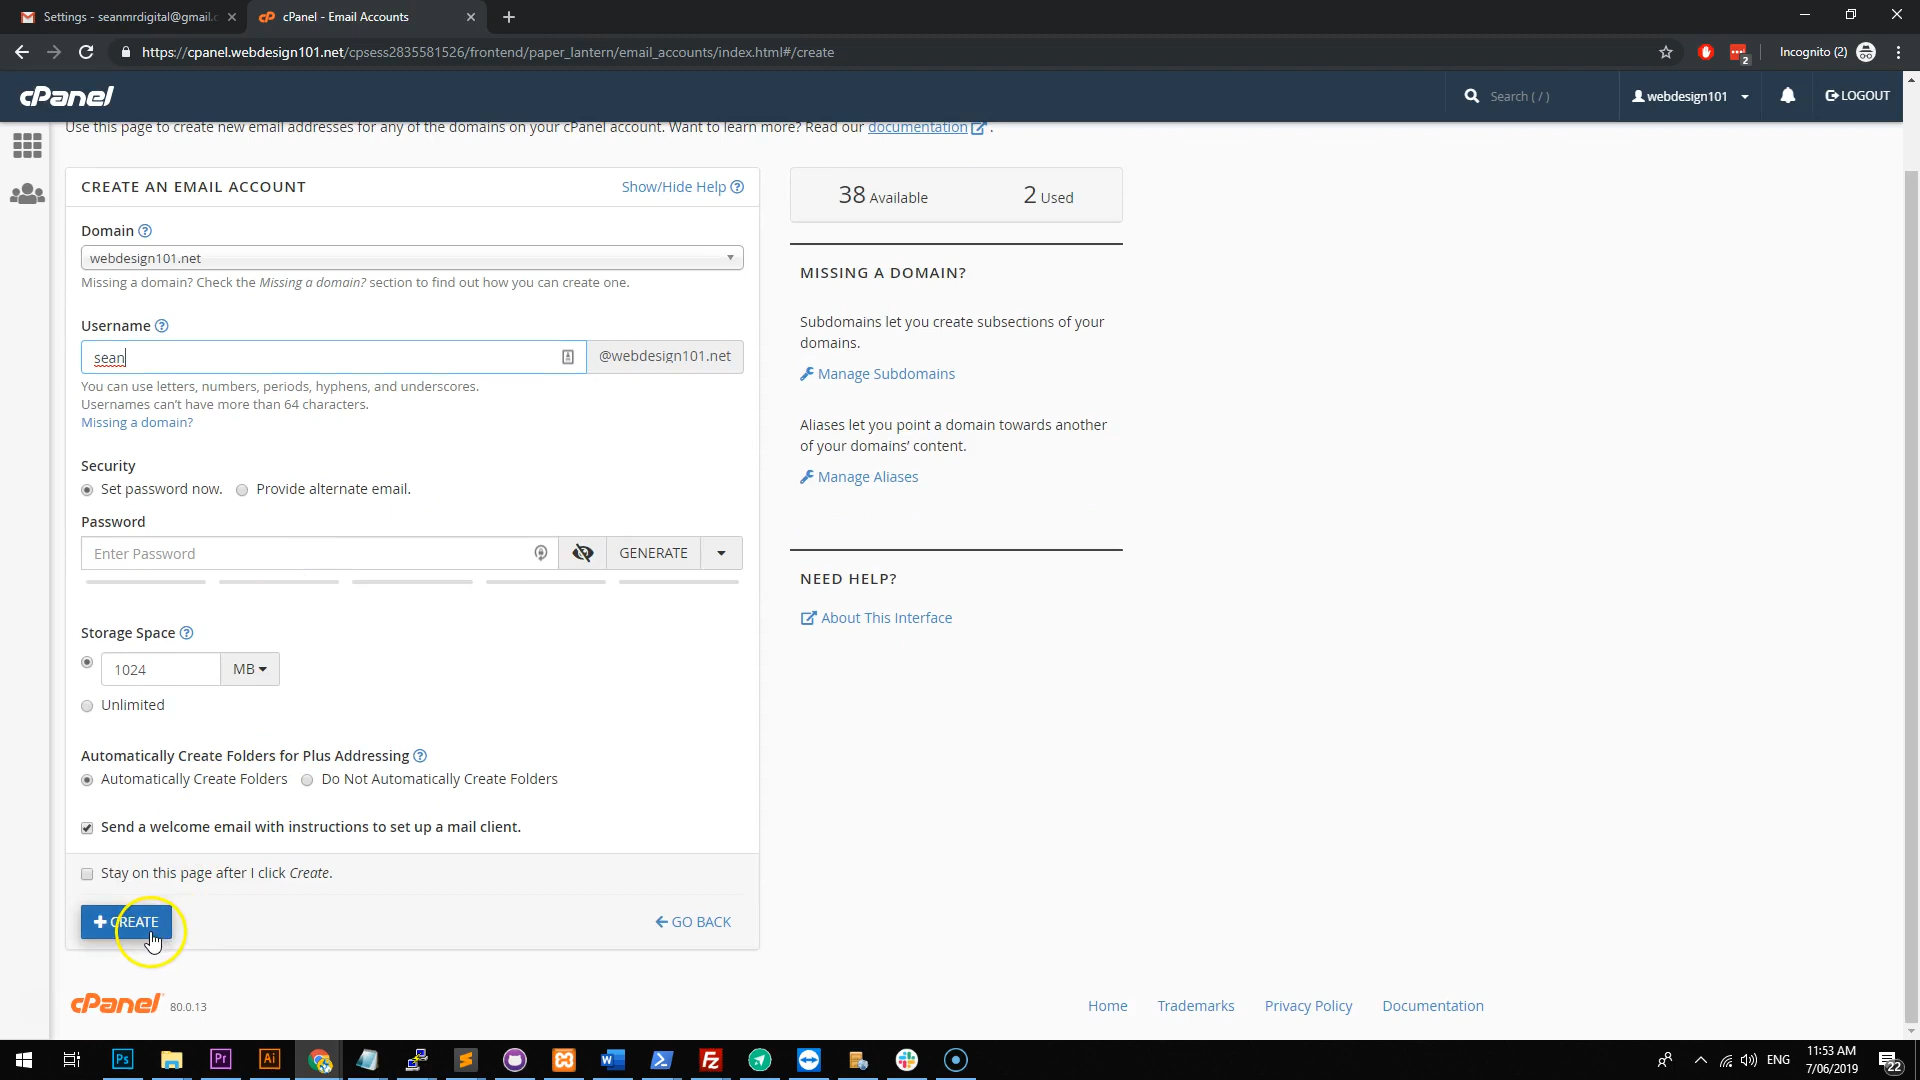 Settings - seanmrdigital@gmail.c
cPanel - Email Accounts
https://cpanel.webdesign101.net/cpsess2835581526/frontend/paper_lantern/email_accounts/index.html#/create
2
Incognito (2)
cPanel
Search ( / )
webdesign101
LOGOUT
Use this page to create new email addresses for any of the domains on your cPanel account. Want to learn more? Read our documentation .
CREATE AN EMAIL ACCOUNT
Show/Hide Help
38 Available
2 Used
Domain
webdesign101.net
Missing a domain? Check the Missing a domain? section to find out how you can create one.
MISSING A DOMAIN?
Subdomains let you create subsections of your
domains.
Manage Subdomains
Aliases let you point a domain towards another
of your domains' content.
Manage Aliases
Username
sean
@webdesign101.net
You can use letters, numbers, periods, hyphens, and underscores.
Usernames can't have more than 64 characters.
Missing a domain?
Security
Set password now.
Provide alternate email.
Password
Enter Password
GENERATE
NEED HELP?
About This Interface
Storage Space
1024
MB
Unlimited
Automatically Create Folders for Plus Addressing
Automatically Create Folders
Do Not Automatically Create Folders
Send a welcome email with instructions to set up a mail client.
Stay on this page after I click Create.
CREATE
GO BACK
cPanel
80.0.13
Home
Trademarks
Privacy Policy
Documentation
Ps
Pr
Ai
ENG
11:53 AM
7/06/2019
22